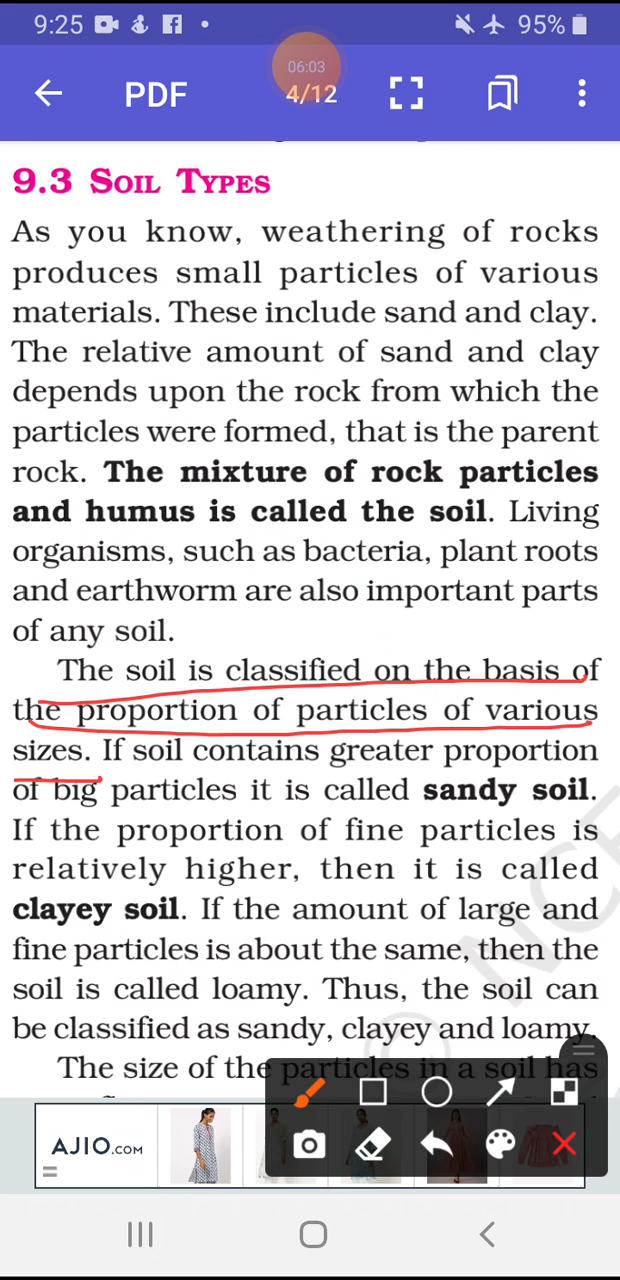 9:25
95%
06:03
PDF
4/12
9.3 SOIL TYPES
As you know, weathering of rocks
produces small particles of various
materials. These include sand and clay.
The relative amount of sand and clay
depends upon the rock from which the
particles were formed, that is the parent
rock. The mixture of rock particles
and humus is called the soil. Living
organisms, such as bacteria, plant roots
and earthworm are also important parts
of any soil.
The soil is classified on the basis of
the proportion of particles of various
sizes. If soil contains greater proportion
of big particles it is called sandy soil.
If the proportion of fine particles is
relatively higher, then it is called
clayey soil. If the amount of large and
fine particles is about the same, then the
soil is called loamy. Thus, the soil can
be classified as sandy, clayey and loamy.
The size of the particles in a soil has
© NCE
AJIO.COM